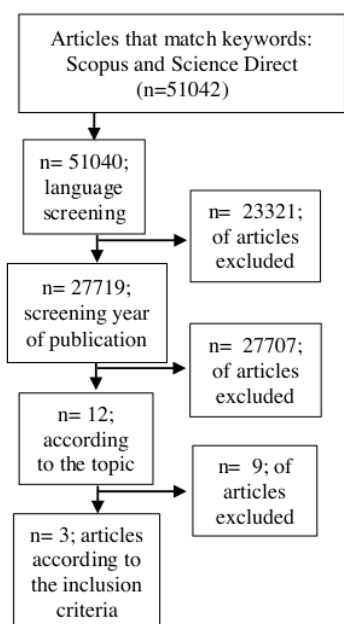 Articles that match keywords:
Scopus and Science Direct
(n=51042)
n= 51040;
language
screening
n= 23321;
of articles
excluded
n= 27719;
screening year
of publication
n= 27707;
of articles
excluded
n= 12;
according
to the topic
n= 9; of
articles
excluded
n= 3; articles
according to
the inclusion
criteria